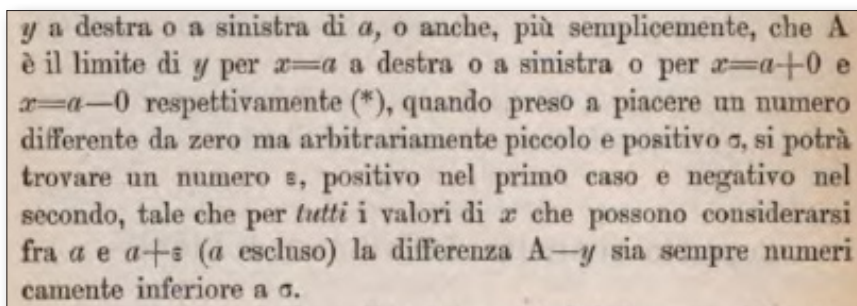 y a destra o a sinistra di a, o anche, più semplicemente, che A
è il limite di y per x=a a destra o a sinistra o per x=a+0 e
x=a—0 respettivamente (*), quando preso a piacere un numero
differente da zero ma arbitrariamente piccolo e positivo σ, si potrà
trovare un numero ε, positivo nel primo caso e negativo nel
secondo, tale che per tutti i valori di x che possono considerarsi
fra a e a+ε (a escluso) la differenza A—y sia sempre numeri
camente inferiore a σ.